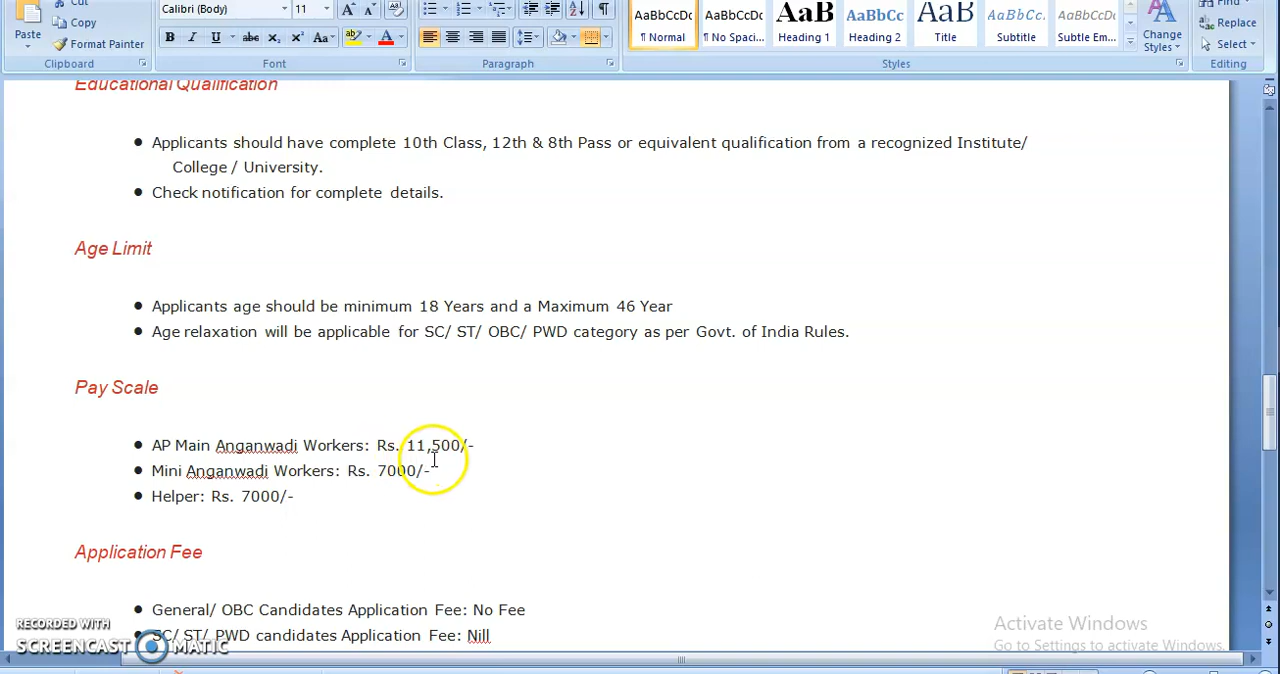 Cut
Calibri (Body) 11
AaBbCcDc AaBbCcDc AaB AaBbCc AaB AaBbCc. AaBbCcDc
Find
Paste
Copy
Replace
Format Painter
B I U abc X₂ X² Aa
¶ Normal ¶ No Spaci... Heading 1 Heading 2 Title Subtitle Subtle Em...
Change Styles
Select
Clipboard Font Paragraph Styles Editing
Educational Qualification
● Applicants should have complete 10th Class, 12th & 8th Pass or equivalent qualification from a recognized Institute/
College / University.
● Check notification for complete details.
Age Limit
● Applicants age should be minimum 18 Years and a Maximum 46 Year
● Age relaxation will be applicable for SC/ ST/ OBC/ PWD category as per Govt. of India Rules.
Pay Scale
● AP Main Anganwadi Workers: Rs. 11,500/-
● Mini Anganwadi Workers: Rs. 7000/-
● Helper: Rs. 7000/-
Application Fee
● General/ OBC Candidates Application Fee: No Fee
● SC/ ST/ PWD candidates Application Fee: Nill
RECORDED WITH
SCREENCAST MATIC
Activate Windows
Go to Settings to activate Windows.